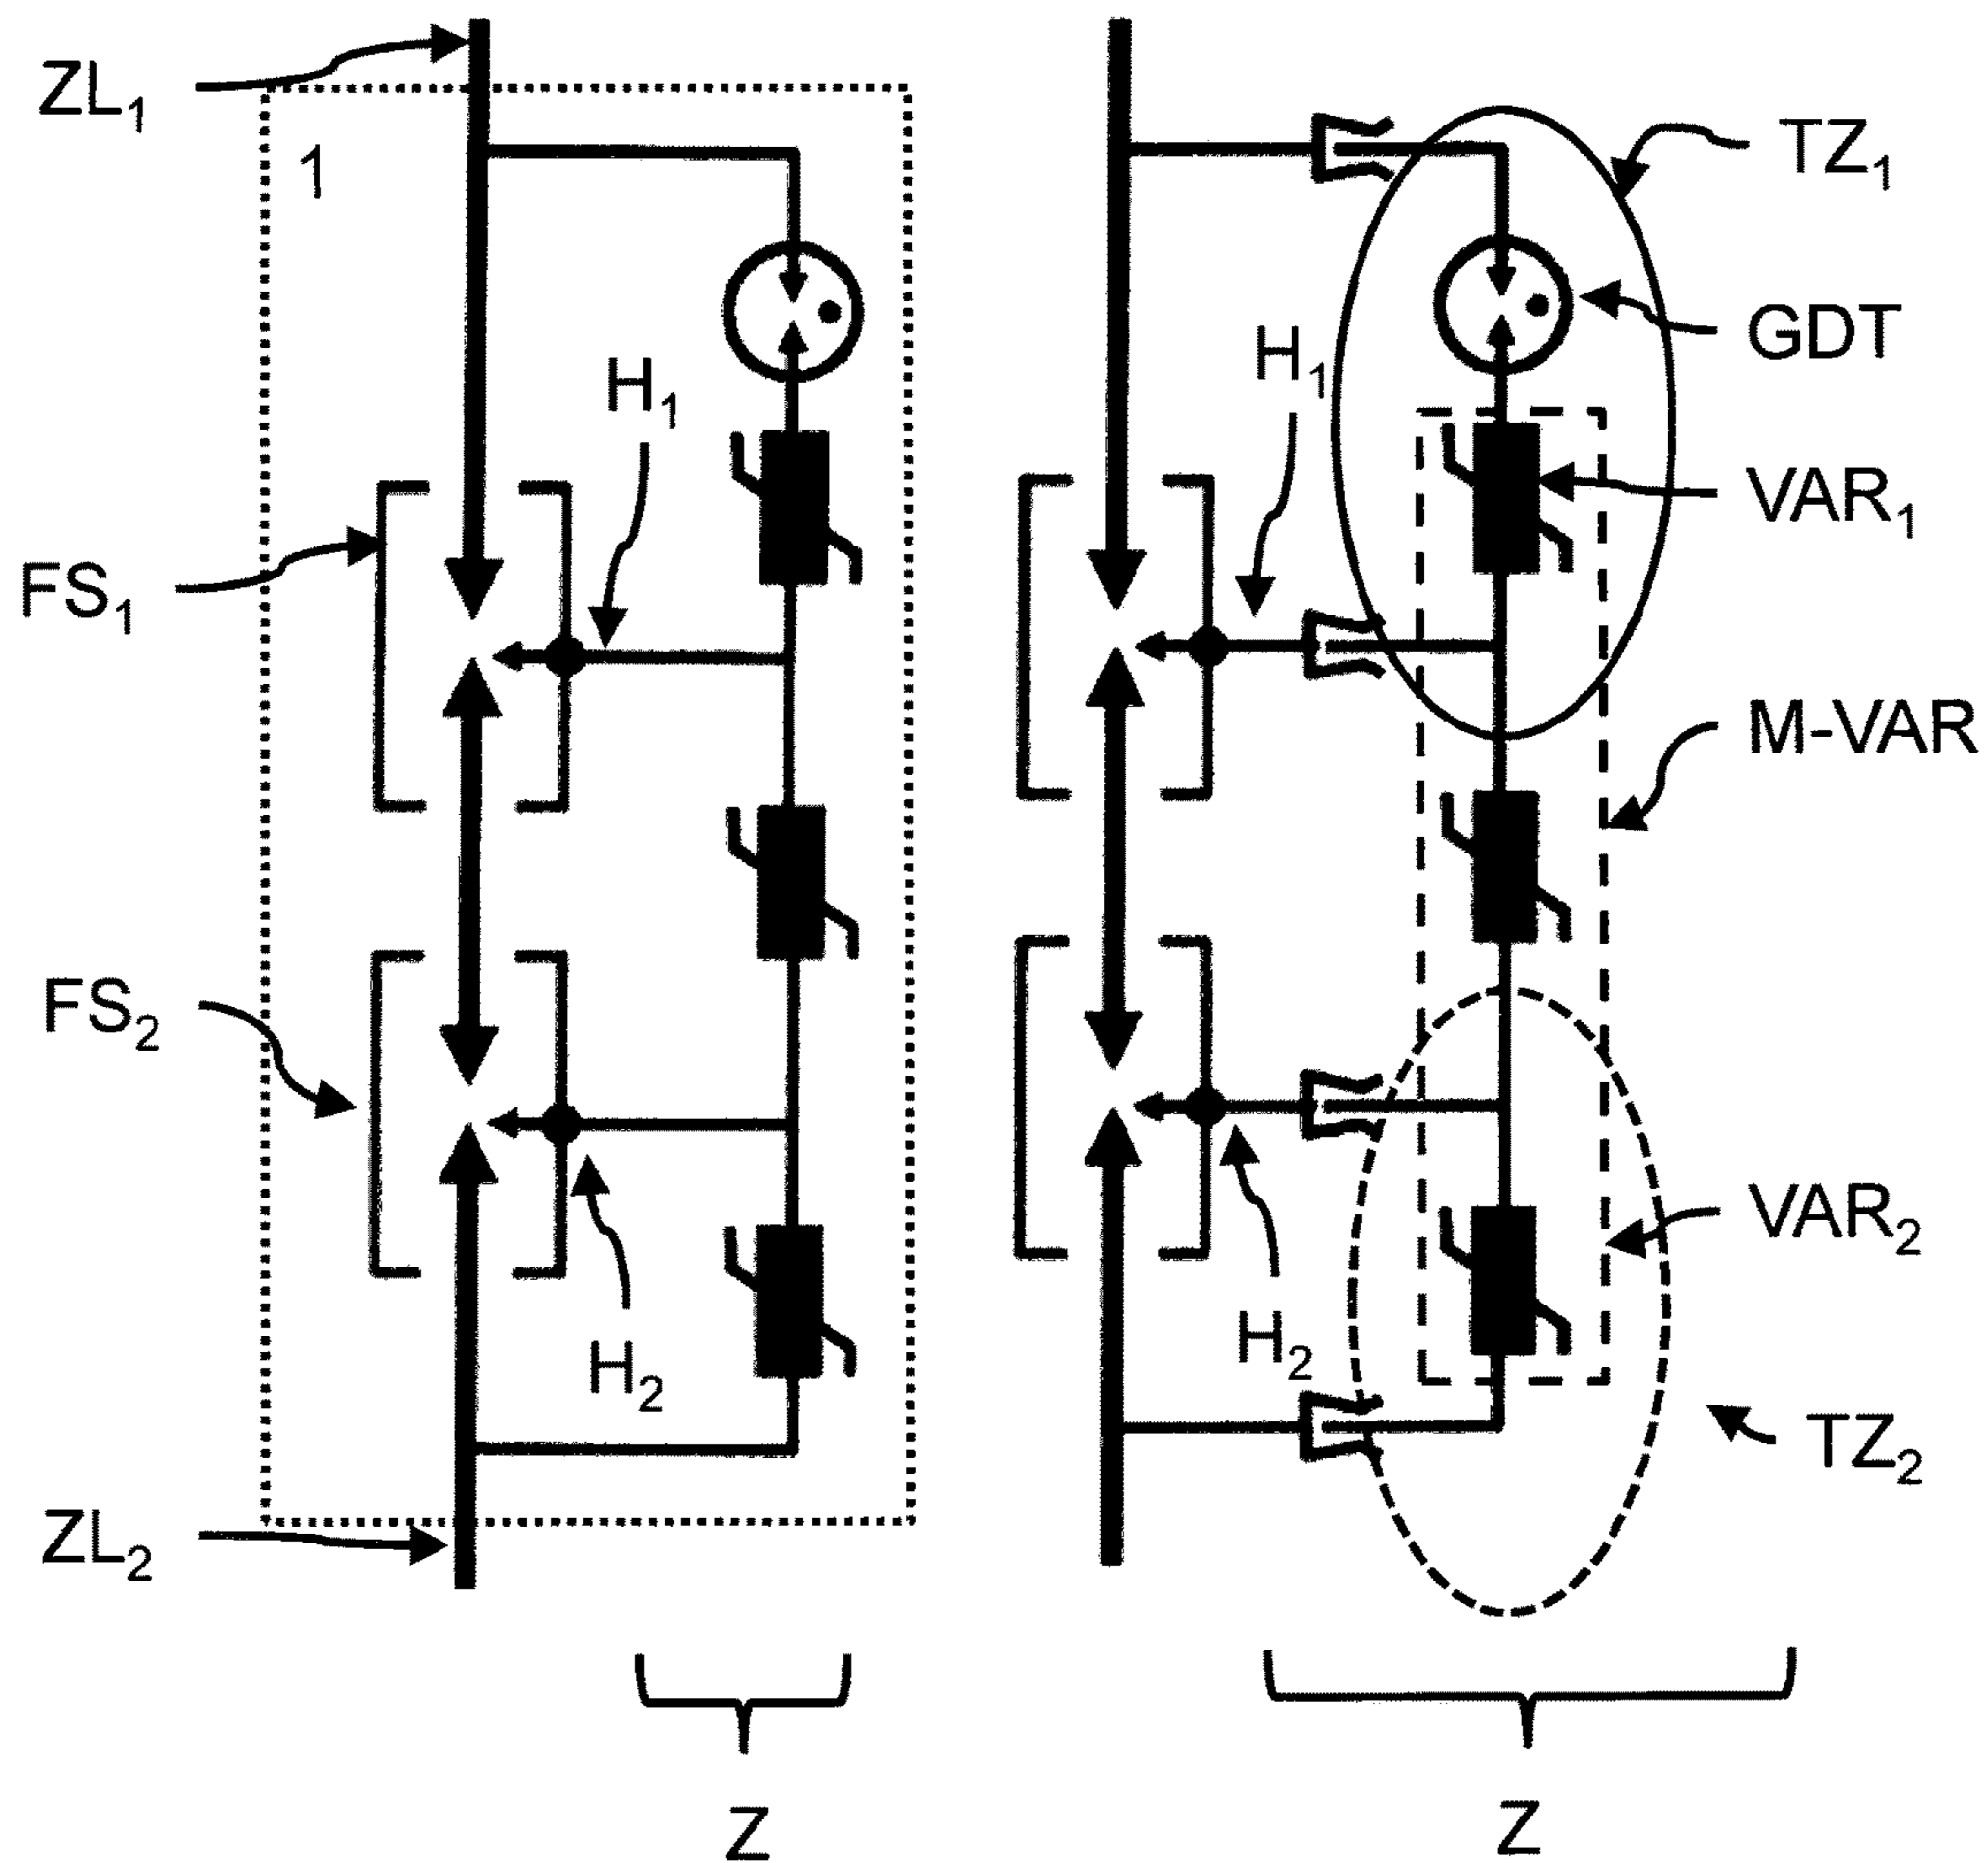 ZL₁
1
H₁
FS₁
FS₂
H₂
ZL₂
Z
TZ₁
GDT
H₁
VAR₁
M-VAR
VAR₂
H₂
TZ₂
Z